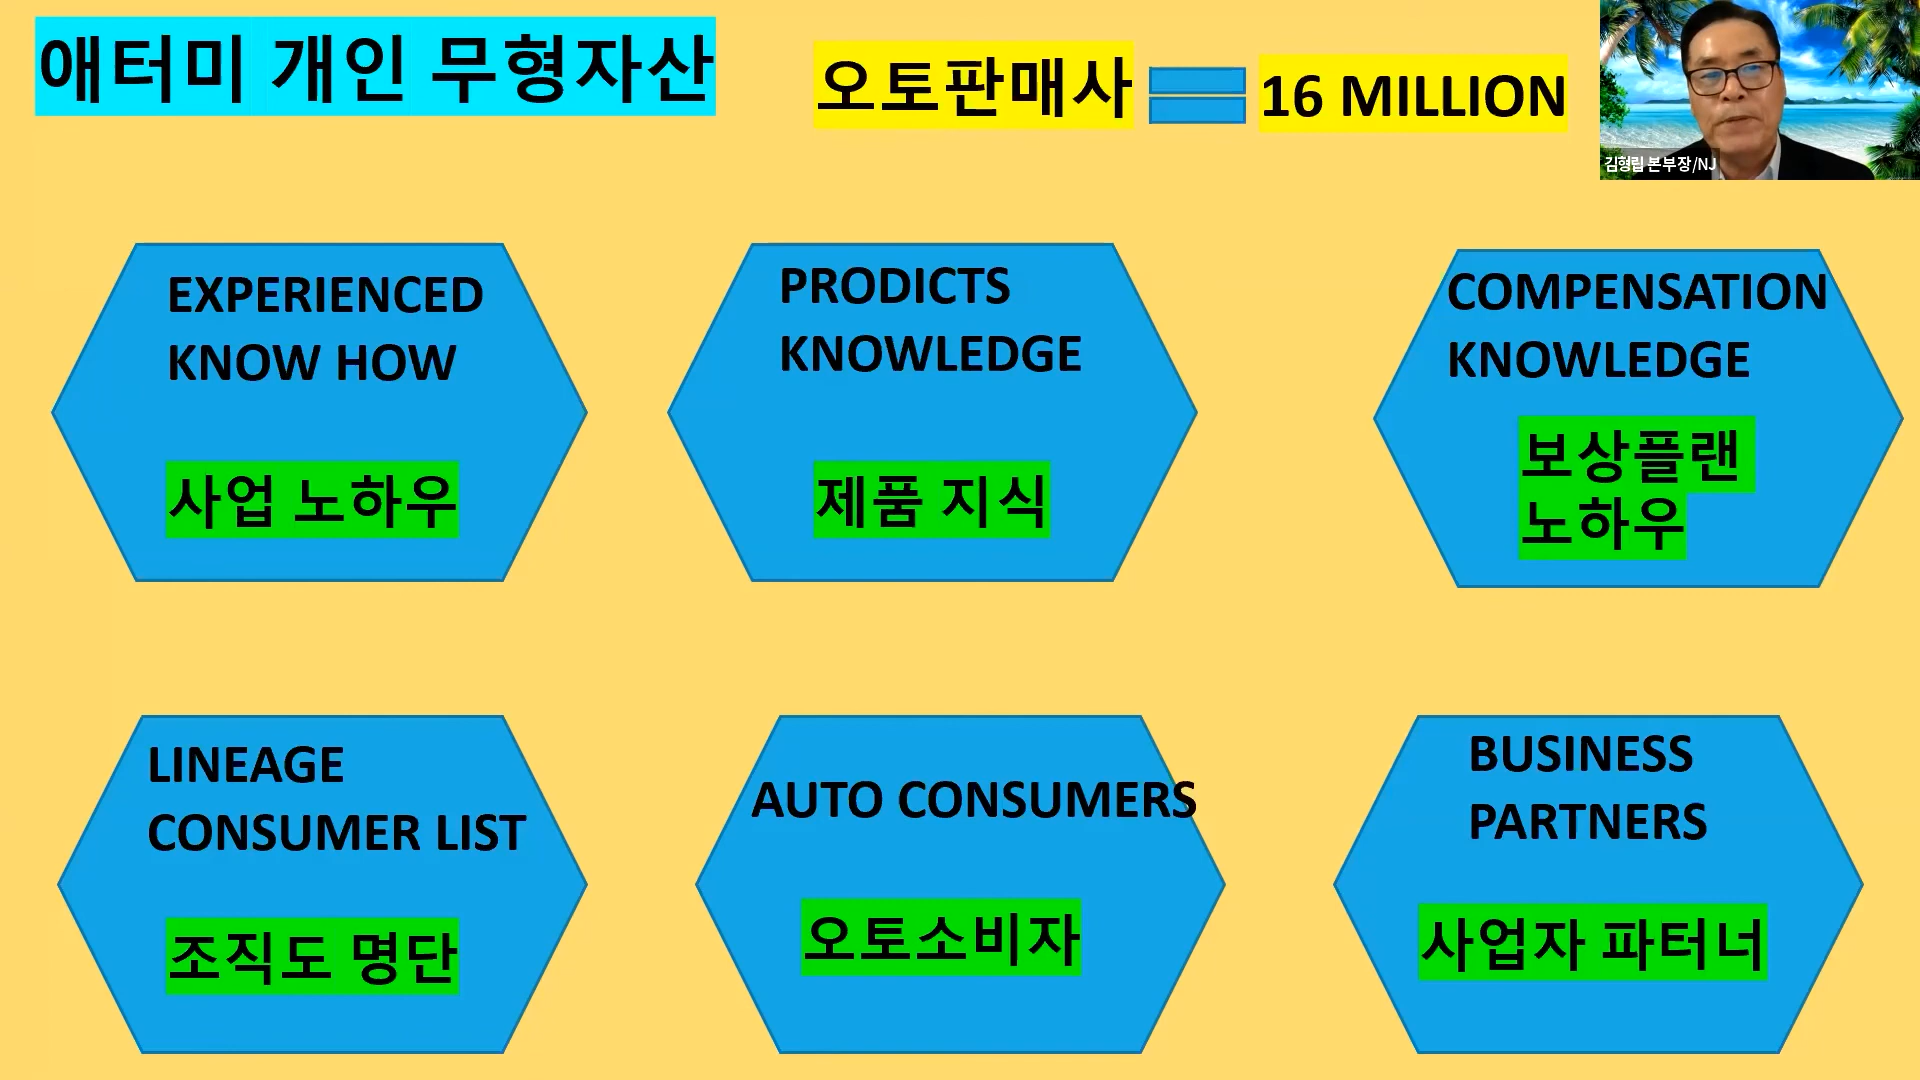 애터미 개인 무형자산
오토판매사
16 MILLION
김형립 본부장/NJ
EXPERIENCED
KNOW HOW
사업 노하우
PRODICTS
KNOWLEDGE
제품 지식
COMPENSATION
KNOWLEDGE
보상플랜
노하우
LINEAGE
CONSUMER LIST
조직도 명단
AUTO CONSUMERS
오토소비자
BUSINESS
PARTNERS
사업자 파터너